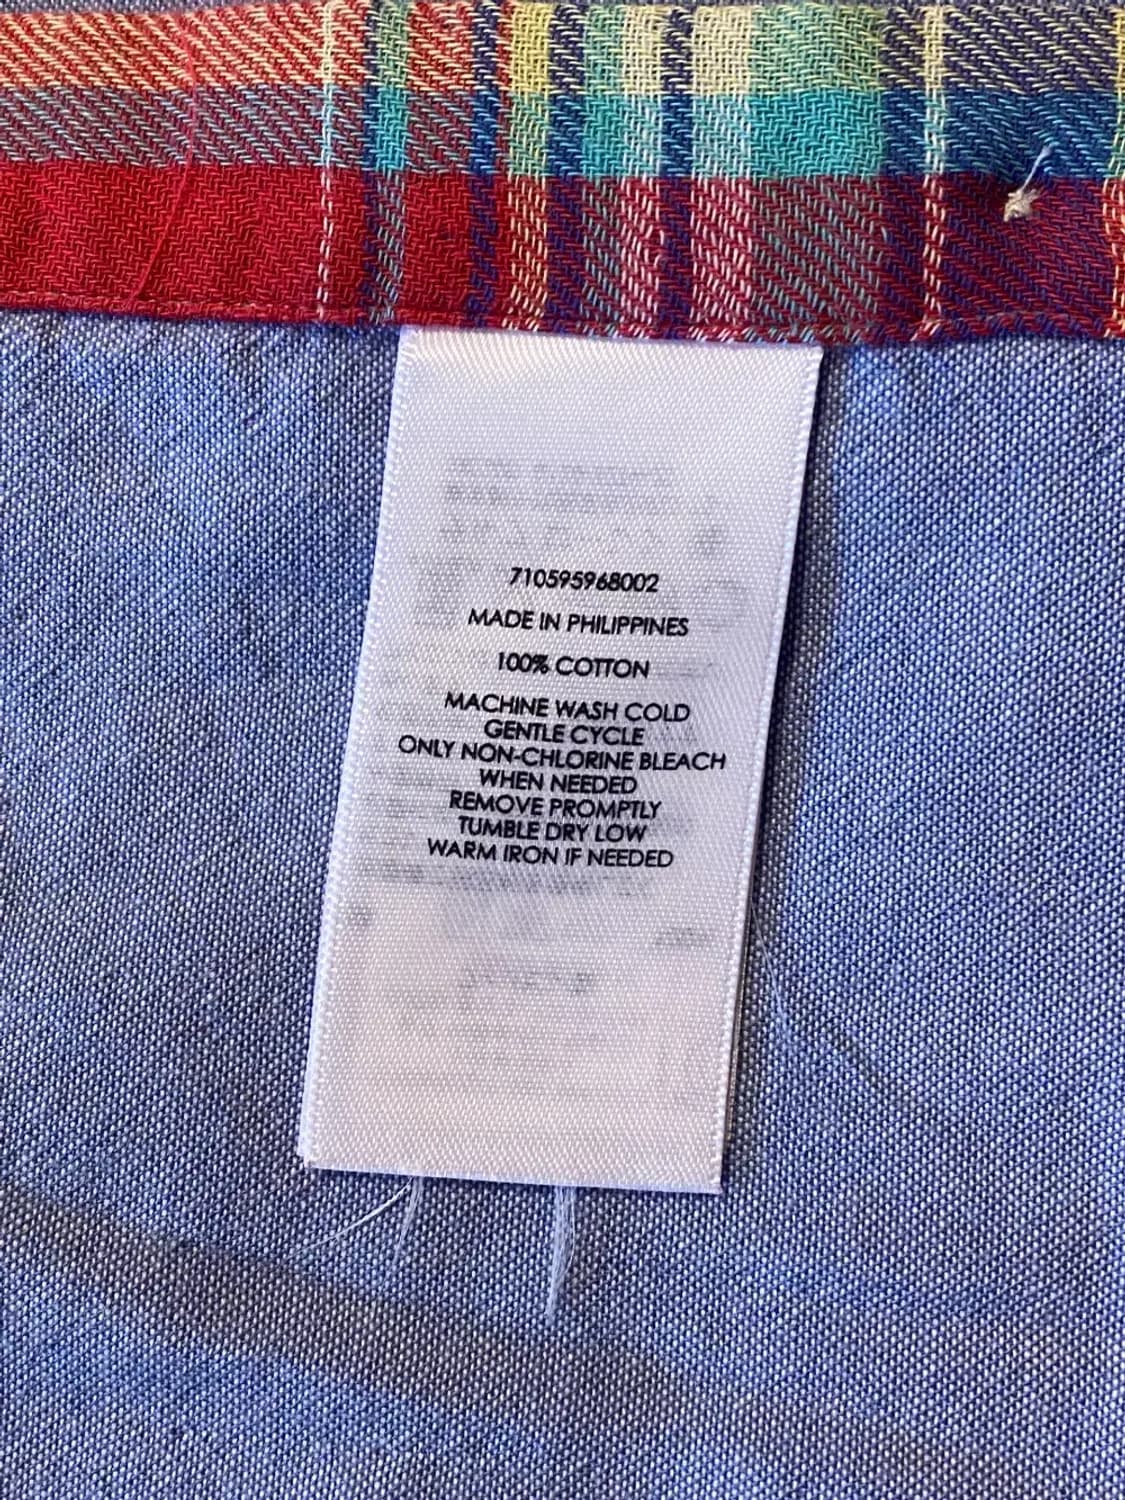 710595968002
MADE IN PHILIPPINES
100% COTTON
MACHINE WASH COLD
GENTLE CYCLE
ONLY NON-CHLORINE BLEACH
WHEN NEEDED
REMOVE PROMPTLY
TUMBLE DRY LOW
WARM IRON IF NEEDED